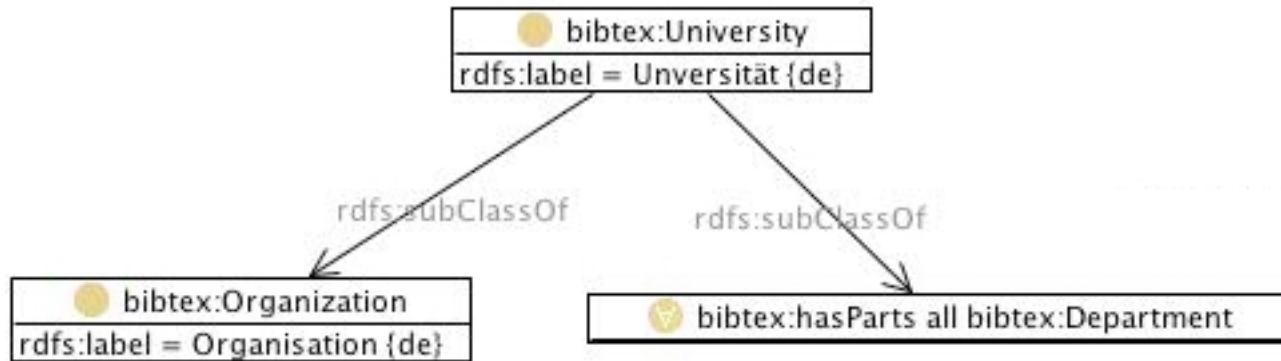 bibtex:University
rdfs:label = Unversität {de}
rdfs:subClassOf
rdfs:subClassOf
bibtex:Organization
rdfs:label = Organisation {de}
∀ bibtex:hasParts all bibtex:Department